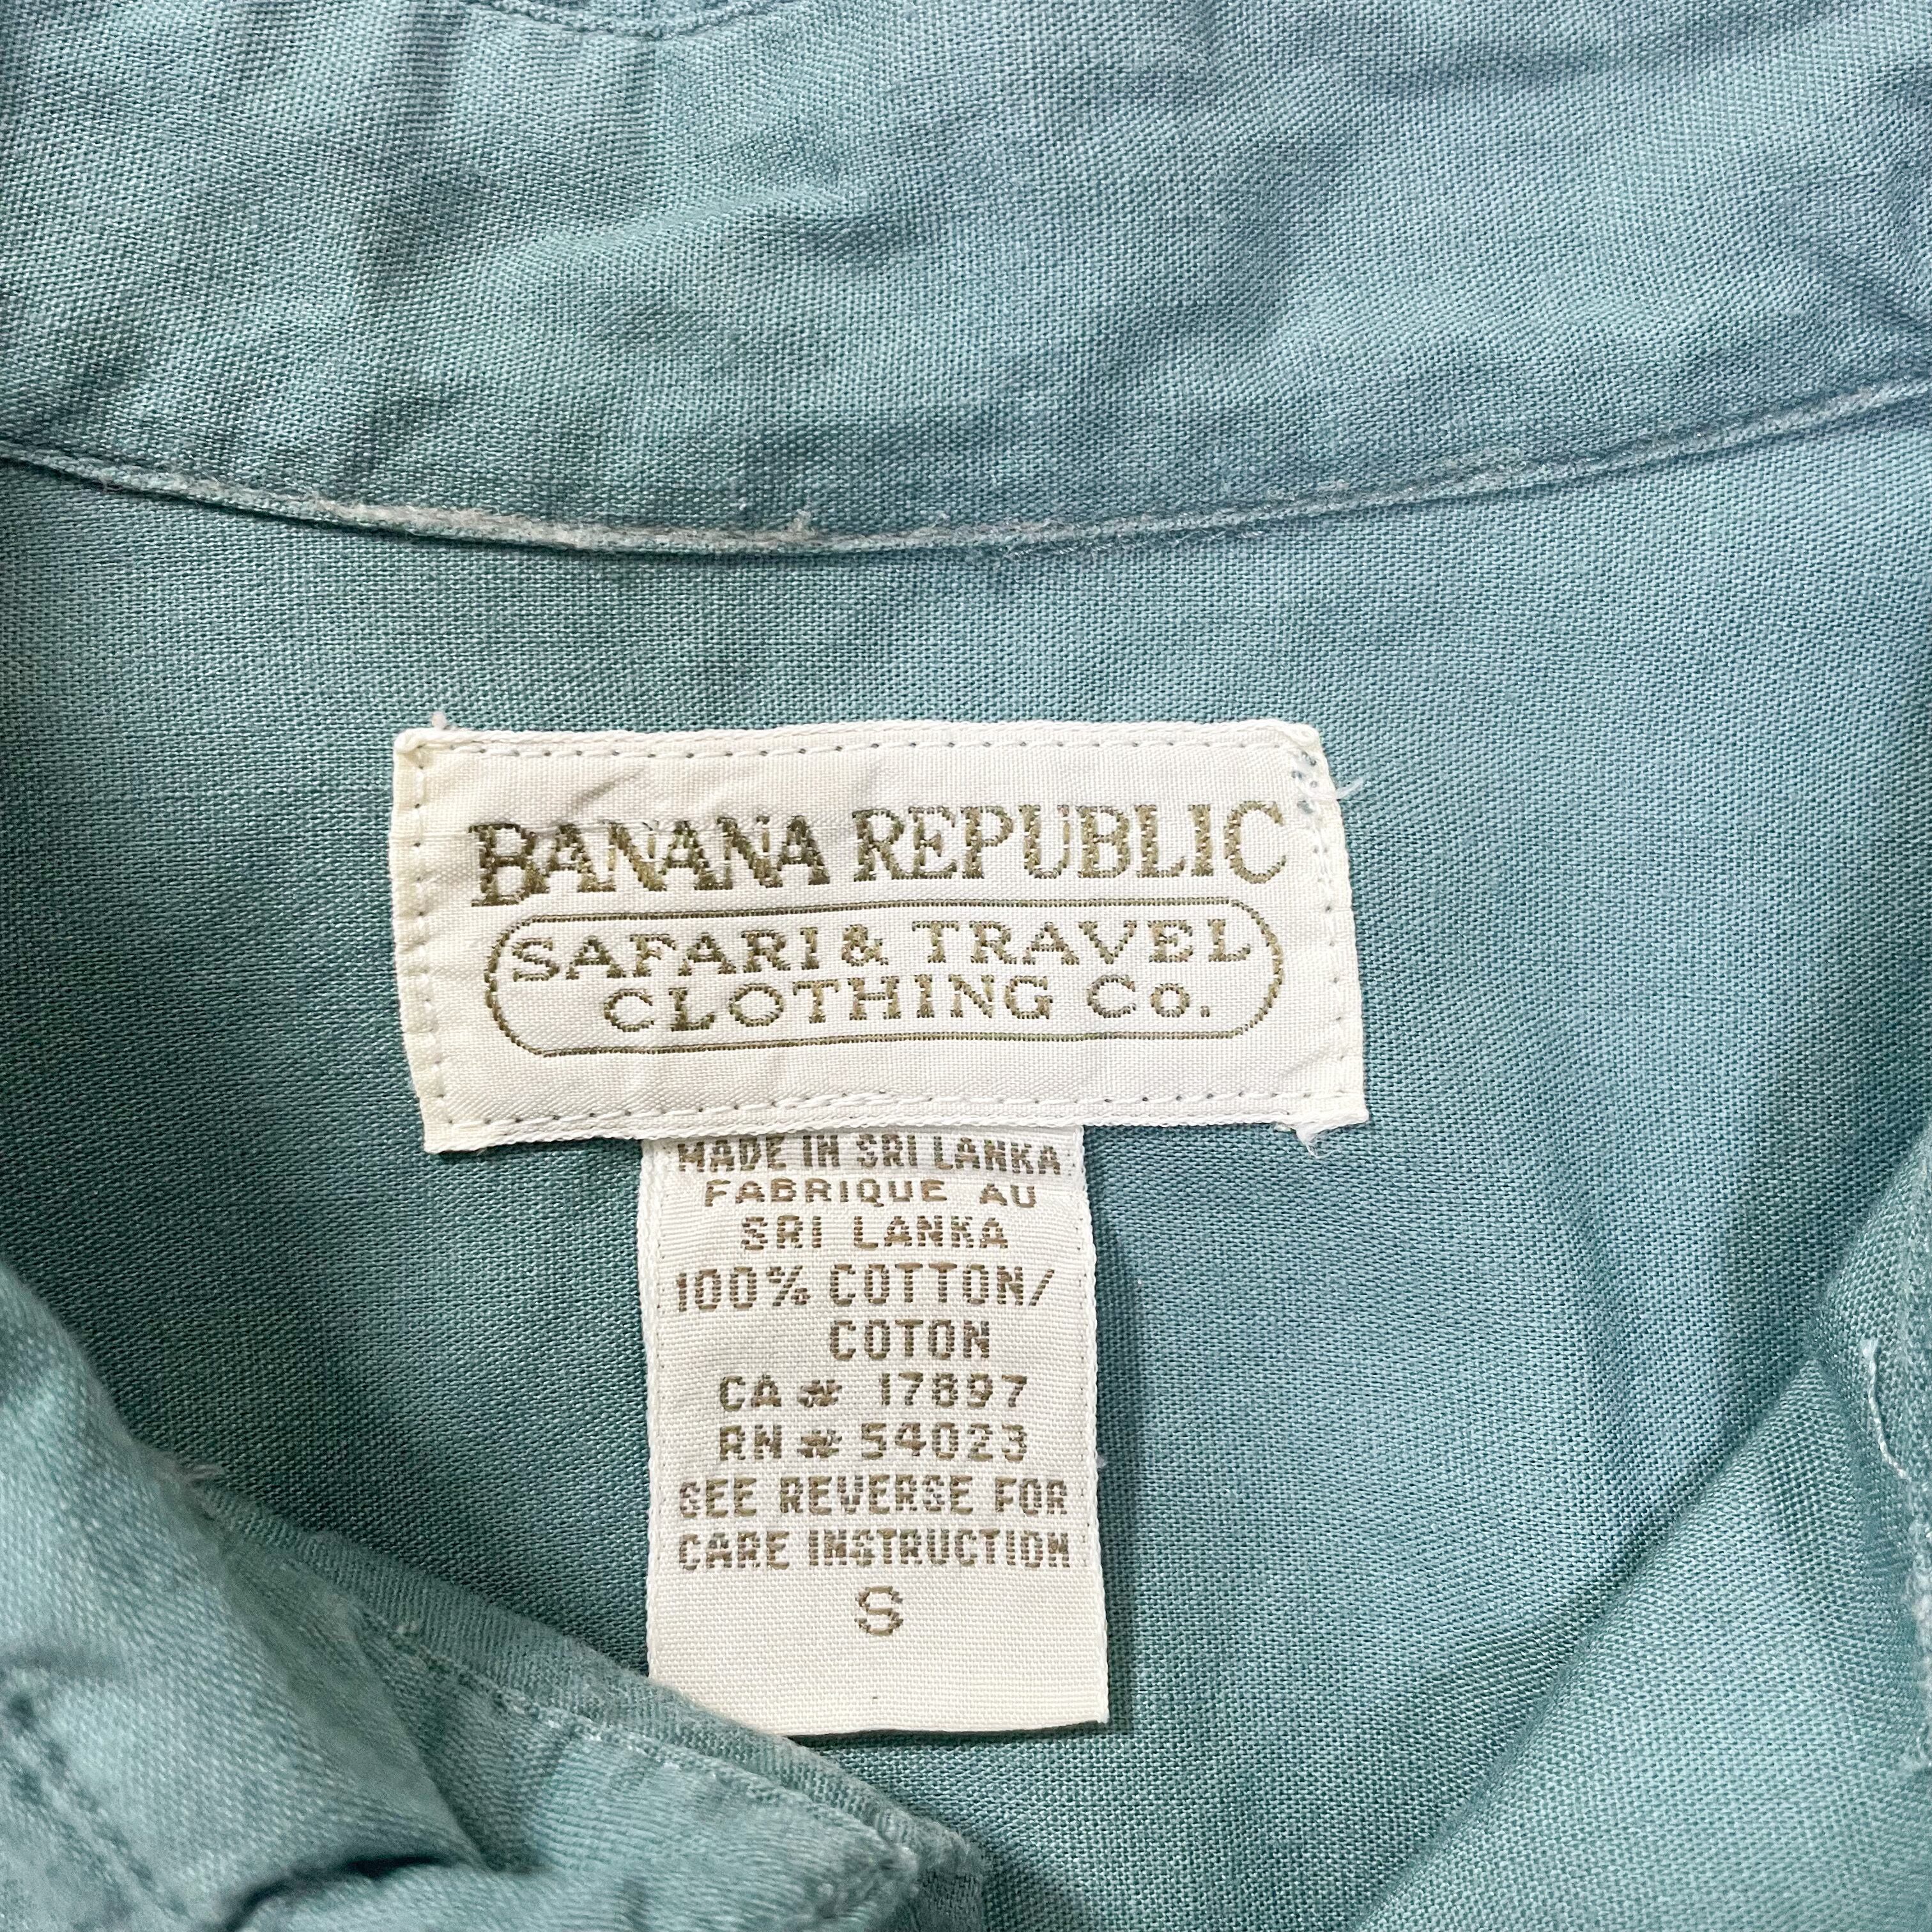 BANANA REPUBLIC
SAFARI & TRAVEL
CLOTHING Co.
MADE IN SRI LANKA
FABRIQUE AU
SRI LANKA
100% COTTON/
COTON
CA# 17897
RN# 54023
SEE REVERSE FOR
CARE INSTRUCTION
S